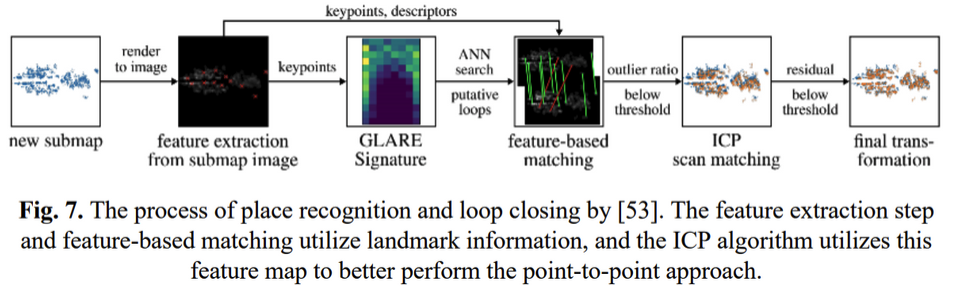 keypoints, descriptors
render
to image
keypoints
ANN
search
putative
loops
outlier ratio
below
threshold
residual
below
threshold
new submap
feature extraction
from submap image
GLARE
Signature
feature-based
matching
ICP
scan matching
final trans-
formation
Fig. 7. The process of place recognition and loop closing by [53]. The feature extraction step
and feature-based matching utilize landmark information, and the ICP algorithm utilizes this
feature map to better perform the point-to-point approach.